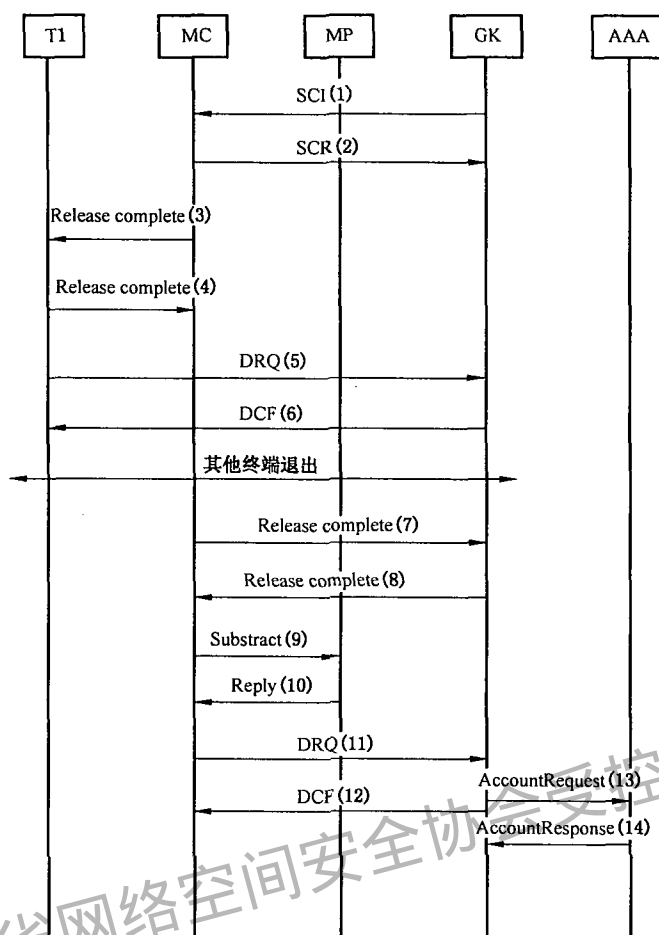 T1 MC MP GK AAA
SCI(1)
SCR(2)
Release complete(3)
Release complete(4)
DRQ(5)
DCF(6)
其他终端退出
Release complete(7)
Release complete(8)
Substract(9)
Reply(10)
DRQ(11)
AccountRequest(13)
DCF(12)
AccountResponse(14)
省网络空间安全协会受控